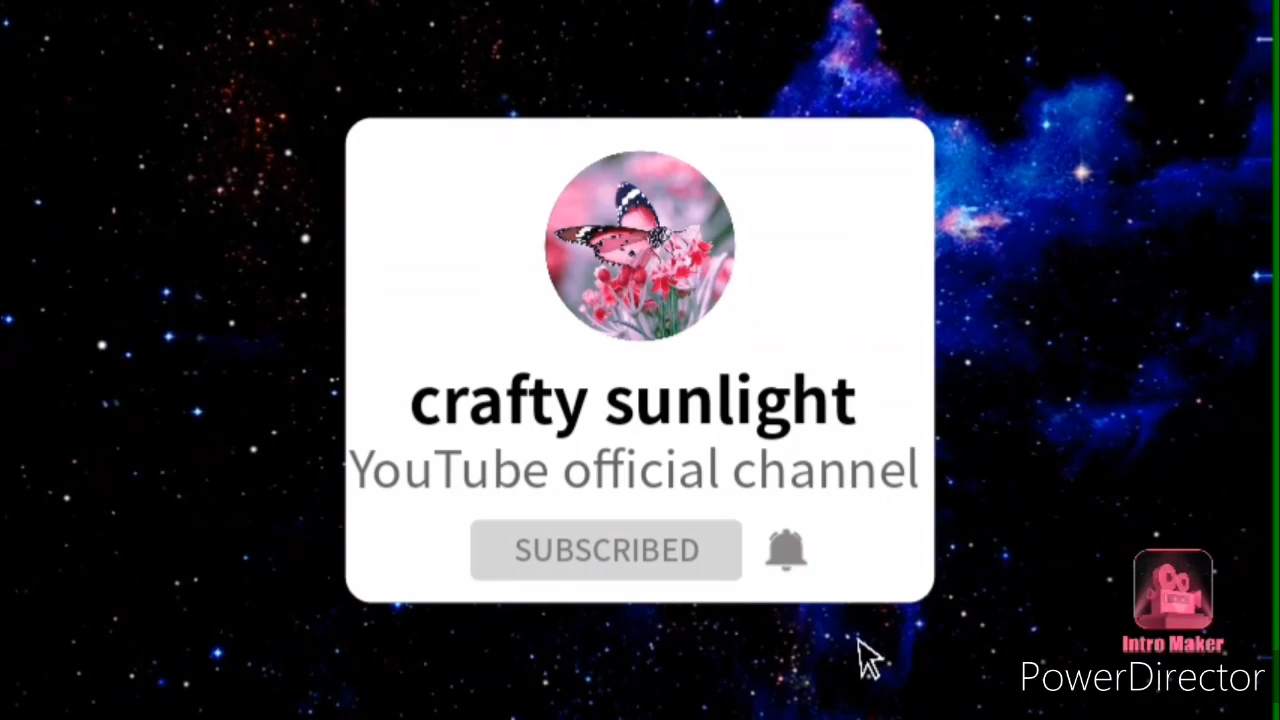 crafty sunlight
YouTube official channel
SUBSCRIBED
Intro Maker
PowerDirector